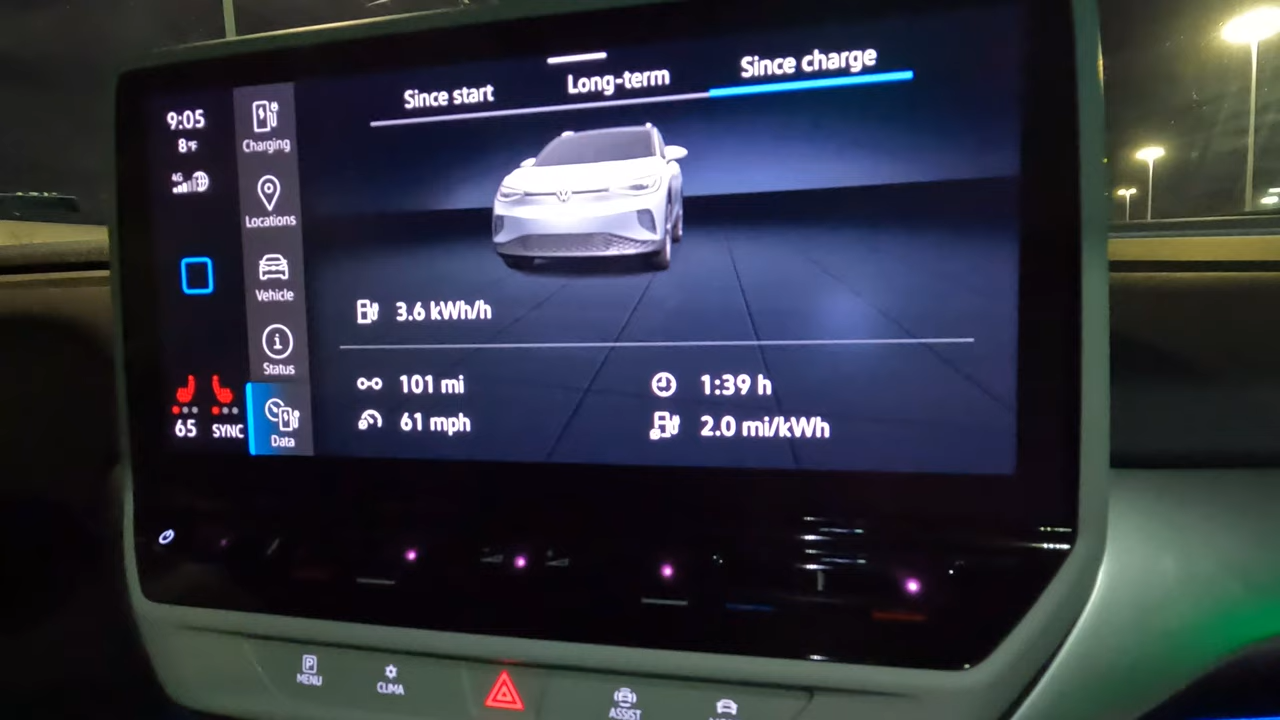 Since start
Long-term
Since charge
9:05
8°F
4G
Charging
Locations
Vehicle
Status
Data
65
SYNC
3.6 kWh/h
101 mi
1:39 h
61 mph
2.0 mi/kWh
P
MENU
CLIMA
ASSIST